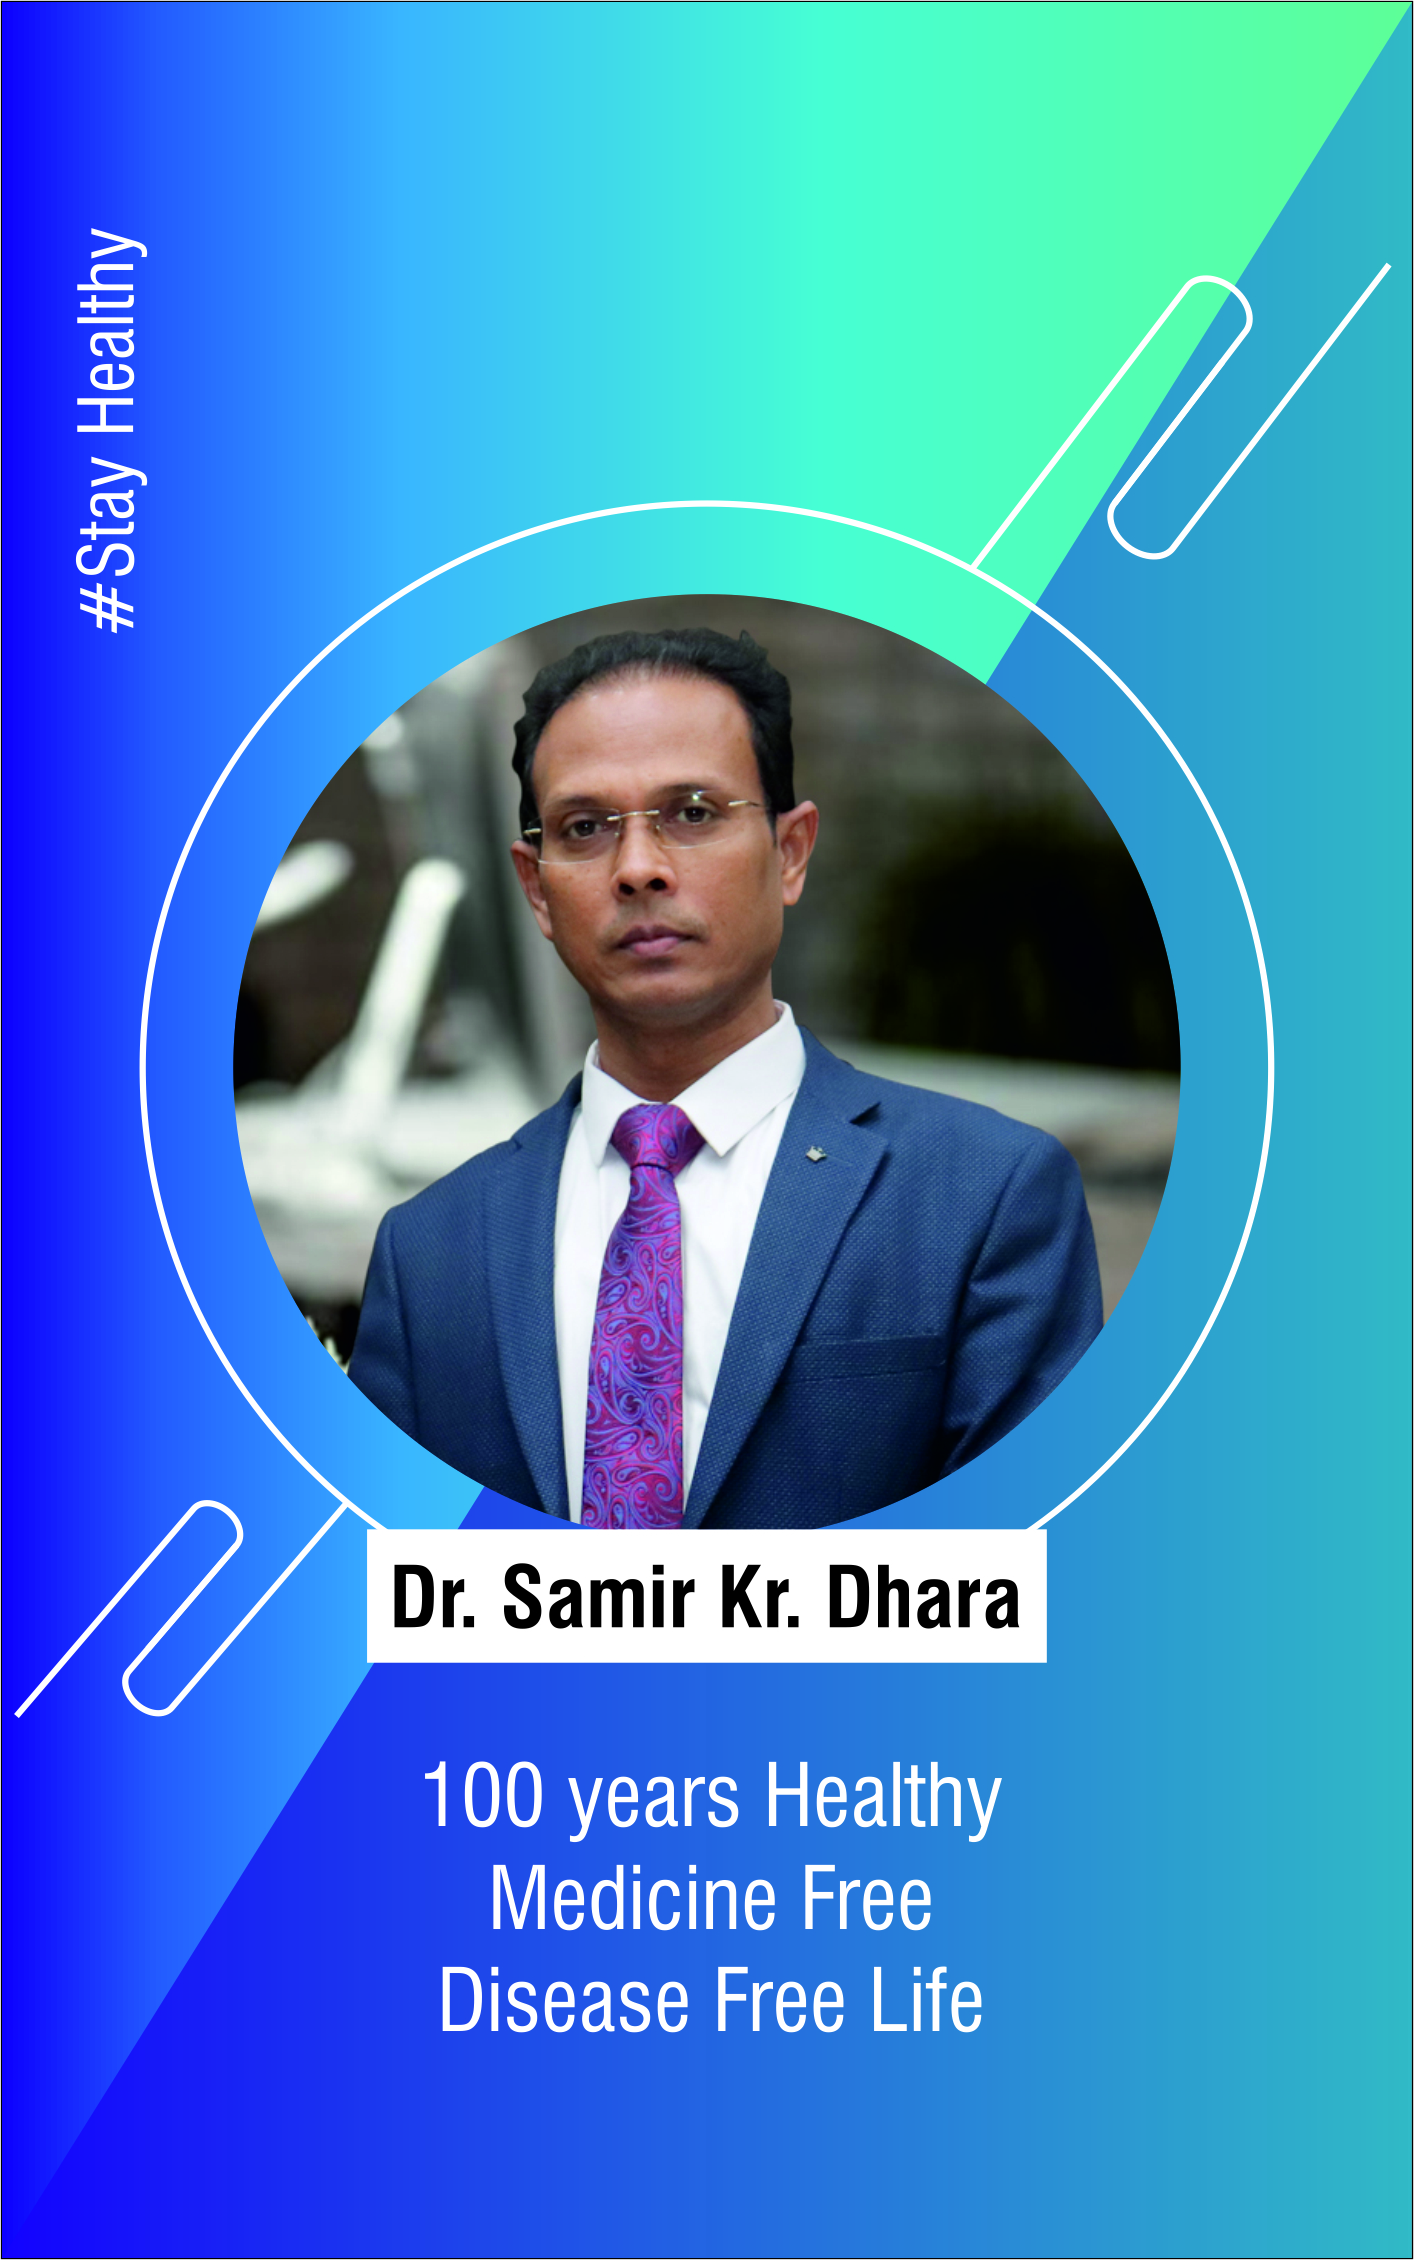 #Stay Healthy
Dr. Samir Kr. Dhara
100 years Healthy
Medicine Free
Disease Free Life